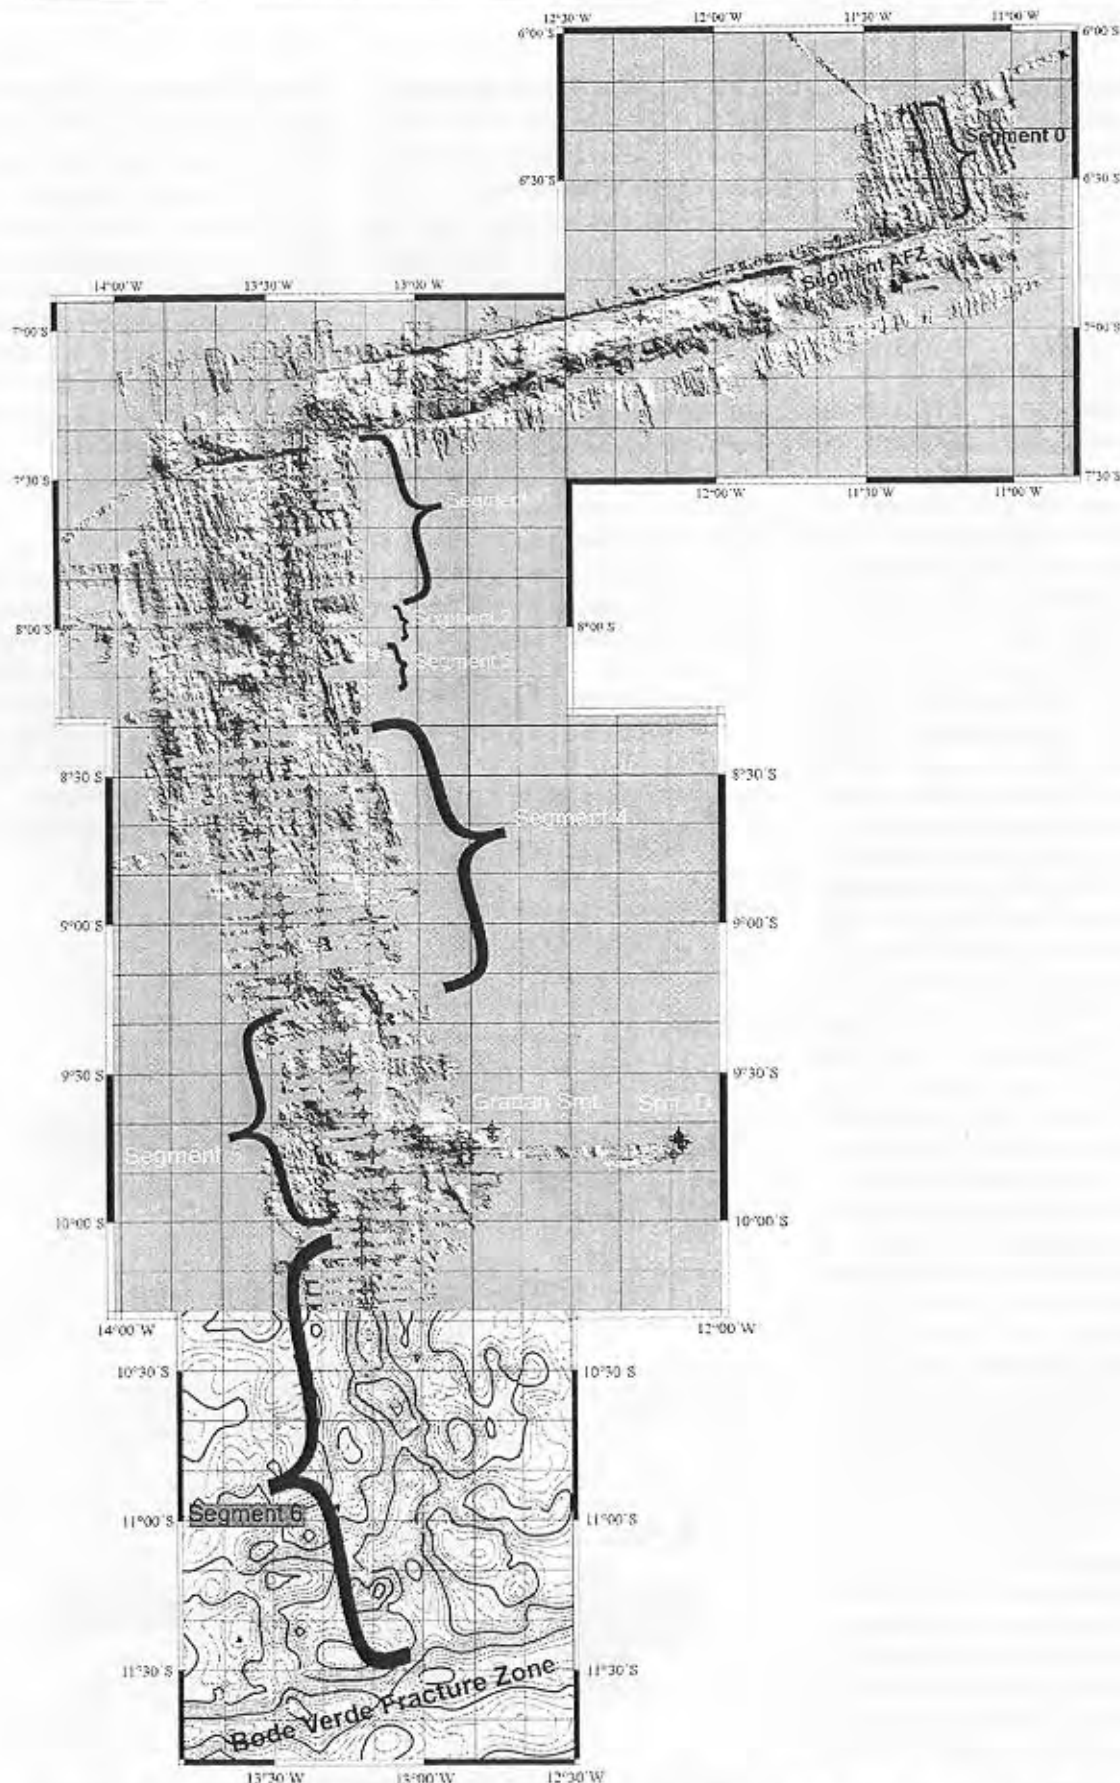 12°30'W 12°00'W 11°30'W 11°00'W
6°00'S 6°00'S
Segment 0
6°30'S 6°30'S
Segment AFZ
14°00'W 13°30'W 13°00'W
7°00'S 7°00'S
7°30'S 7°30'S
12°00'W 11°30'W 11°00'W
Segment
Segment
8°00'S 8°00'S
Segment 3
8°30'S 8°30'S
Segment 4
9°00'S 9°00'S
9°30'S 9°30'S
Grattan Smt Smt D
Segment 5
10°00'S 10°00'S
14°00'W 12°00'W
10°30'S 10°30'S
Segment 6
11°00'S 11°00'S
11°30'S 11°30'S
Bode Verde Fracture Zone
13°30'W 13°00'W 12°30'W